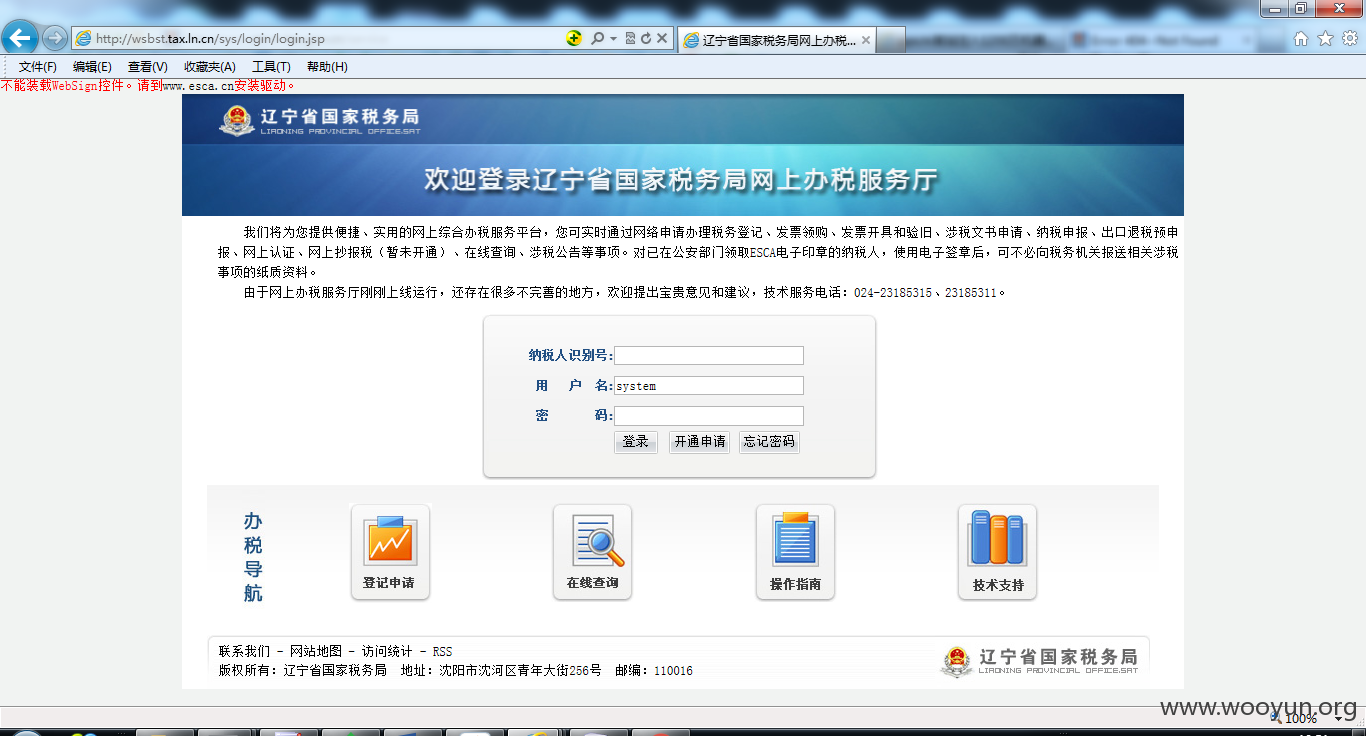 http://wsbst.tax.ln.cn/sys/login/login.jsp
辽宁省国家税务局网上办税...
文件(F) 编辑(E) 查看(V) 收藏夹(A) 工具(T) 帮助(H)
不能装载WebSign控件。请到www.esca.cn安装驱动。
辽宁省国家税务局
LIAONING PROVINCIAL OFFICE.SAT
欢迎登录辽宁省国家税务局网上办税服务厅
我们将为您提供便捷、实用的网上综合办税服务平台，您可实时通过网络申请办理税务登记、发票领购、发票开具和验旧、涉税文书申请、纳税申报、出口退税预申
报、网上认证、网上抄报税（暂未开通）、在线查询、涉税公告等事项。对已在公安部门领取ESCA电子印章的纳税人，使用电子签章后，可不必向税务机关报送相关涉税
事项的纸质资料。
由于网上办税服务厅刚刚上线运行，还存在很多不完善的地方，欢迎提出宝贵意见和建议，技术服务电话：024-23185315、23185311。
纳税人识别号:
用 户 名:system
密 码:
登录 开通申请 忘记密码
办税导航
登记申请 在线查询 操作指南 技术支持
联系我们 - 网站地图 - 访问统计 - RSS
版权所有：辽宁省国家税务局 地址：沈阳市沈河区青年大街256号 邮编：110016
辽宁省国家税务局
LIAONING PROVINCIAL OFFICE.SAT
www.wooyun.org
100%